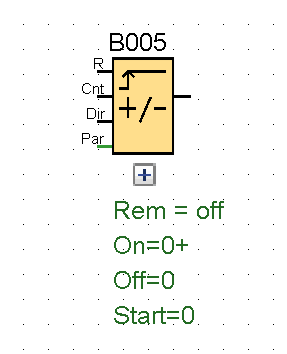 B005
R
Cnt
+/-
Dir
Par
+
Rem = off
On=0+
Off=0
Start=0